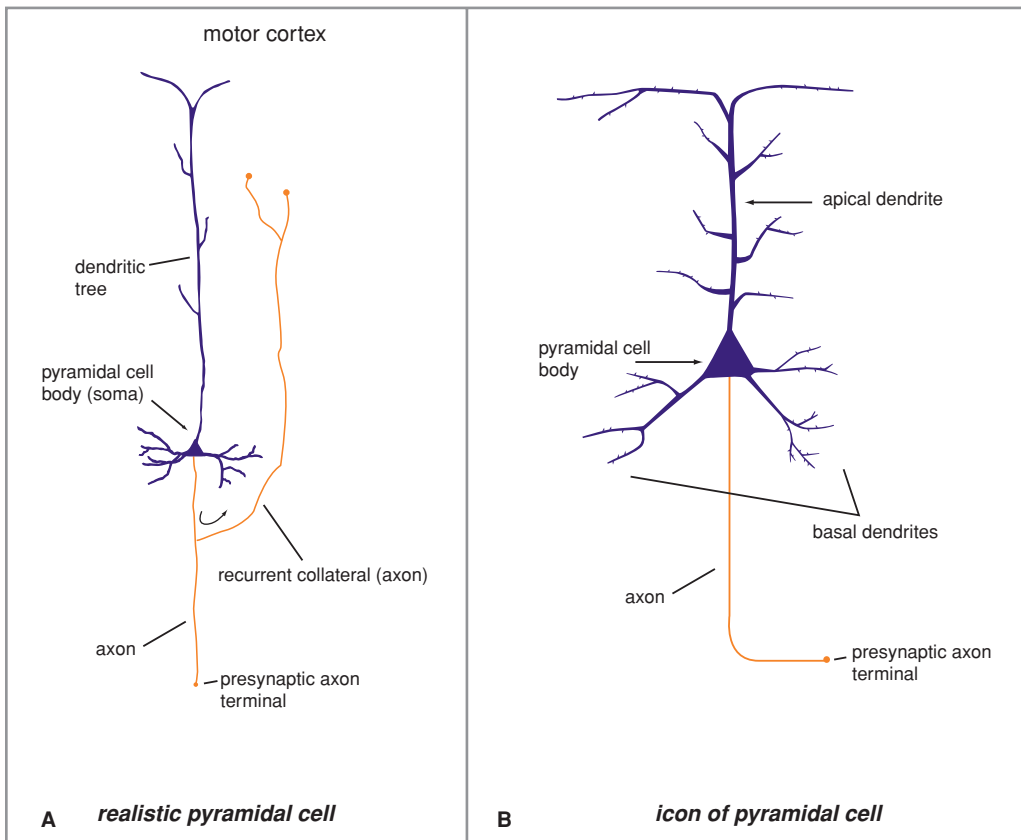 motor cortex
dendritic
tree
pyramidal cell
body (soma)
recurrent collateral (axon)
axon
presynaptic axon
terminal
A
realistic pyramidal cell
apical dendrite
pyramidal cell
body
basal dendrites
axon
presynaptic axon
terminal
B
icon of pyramidal cell